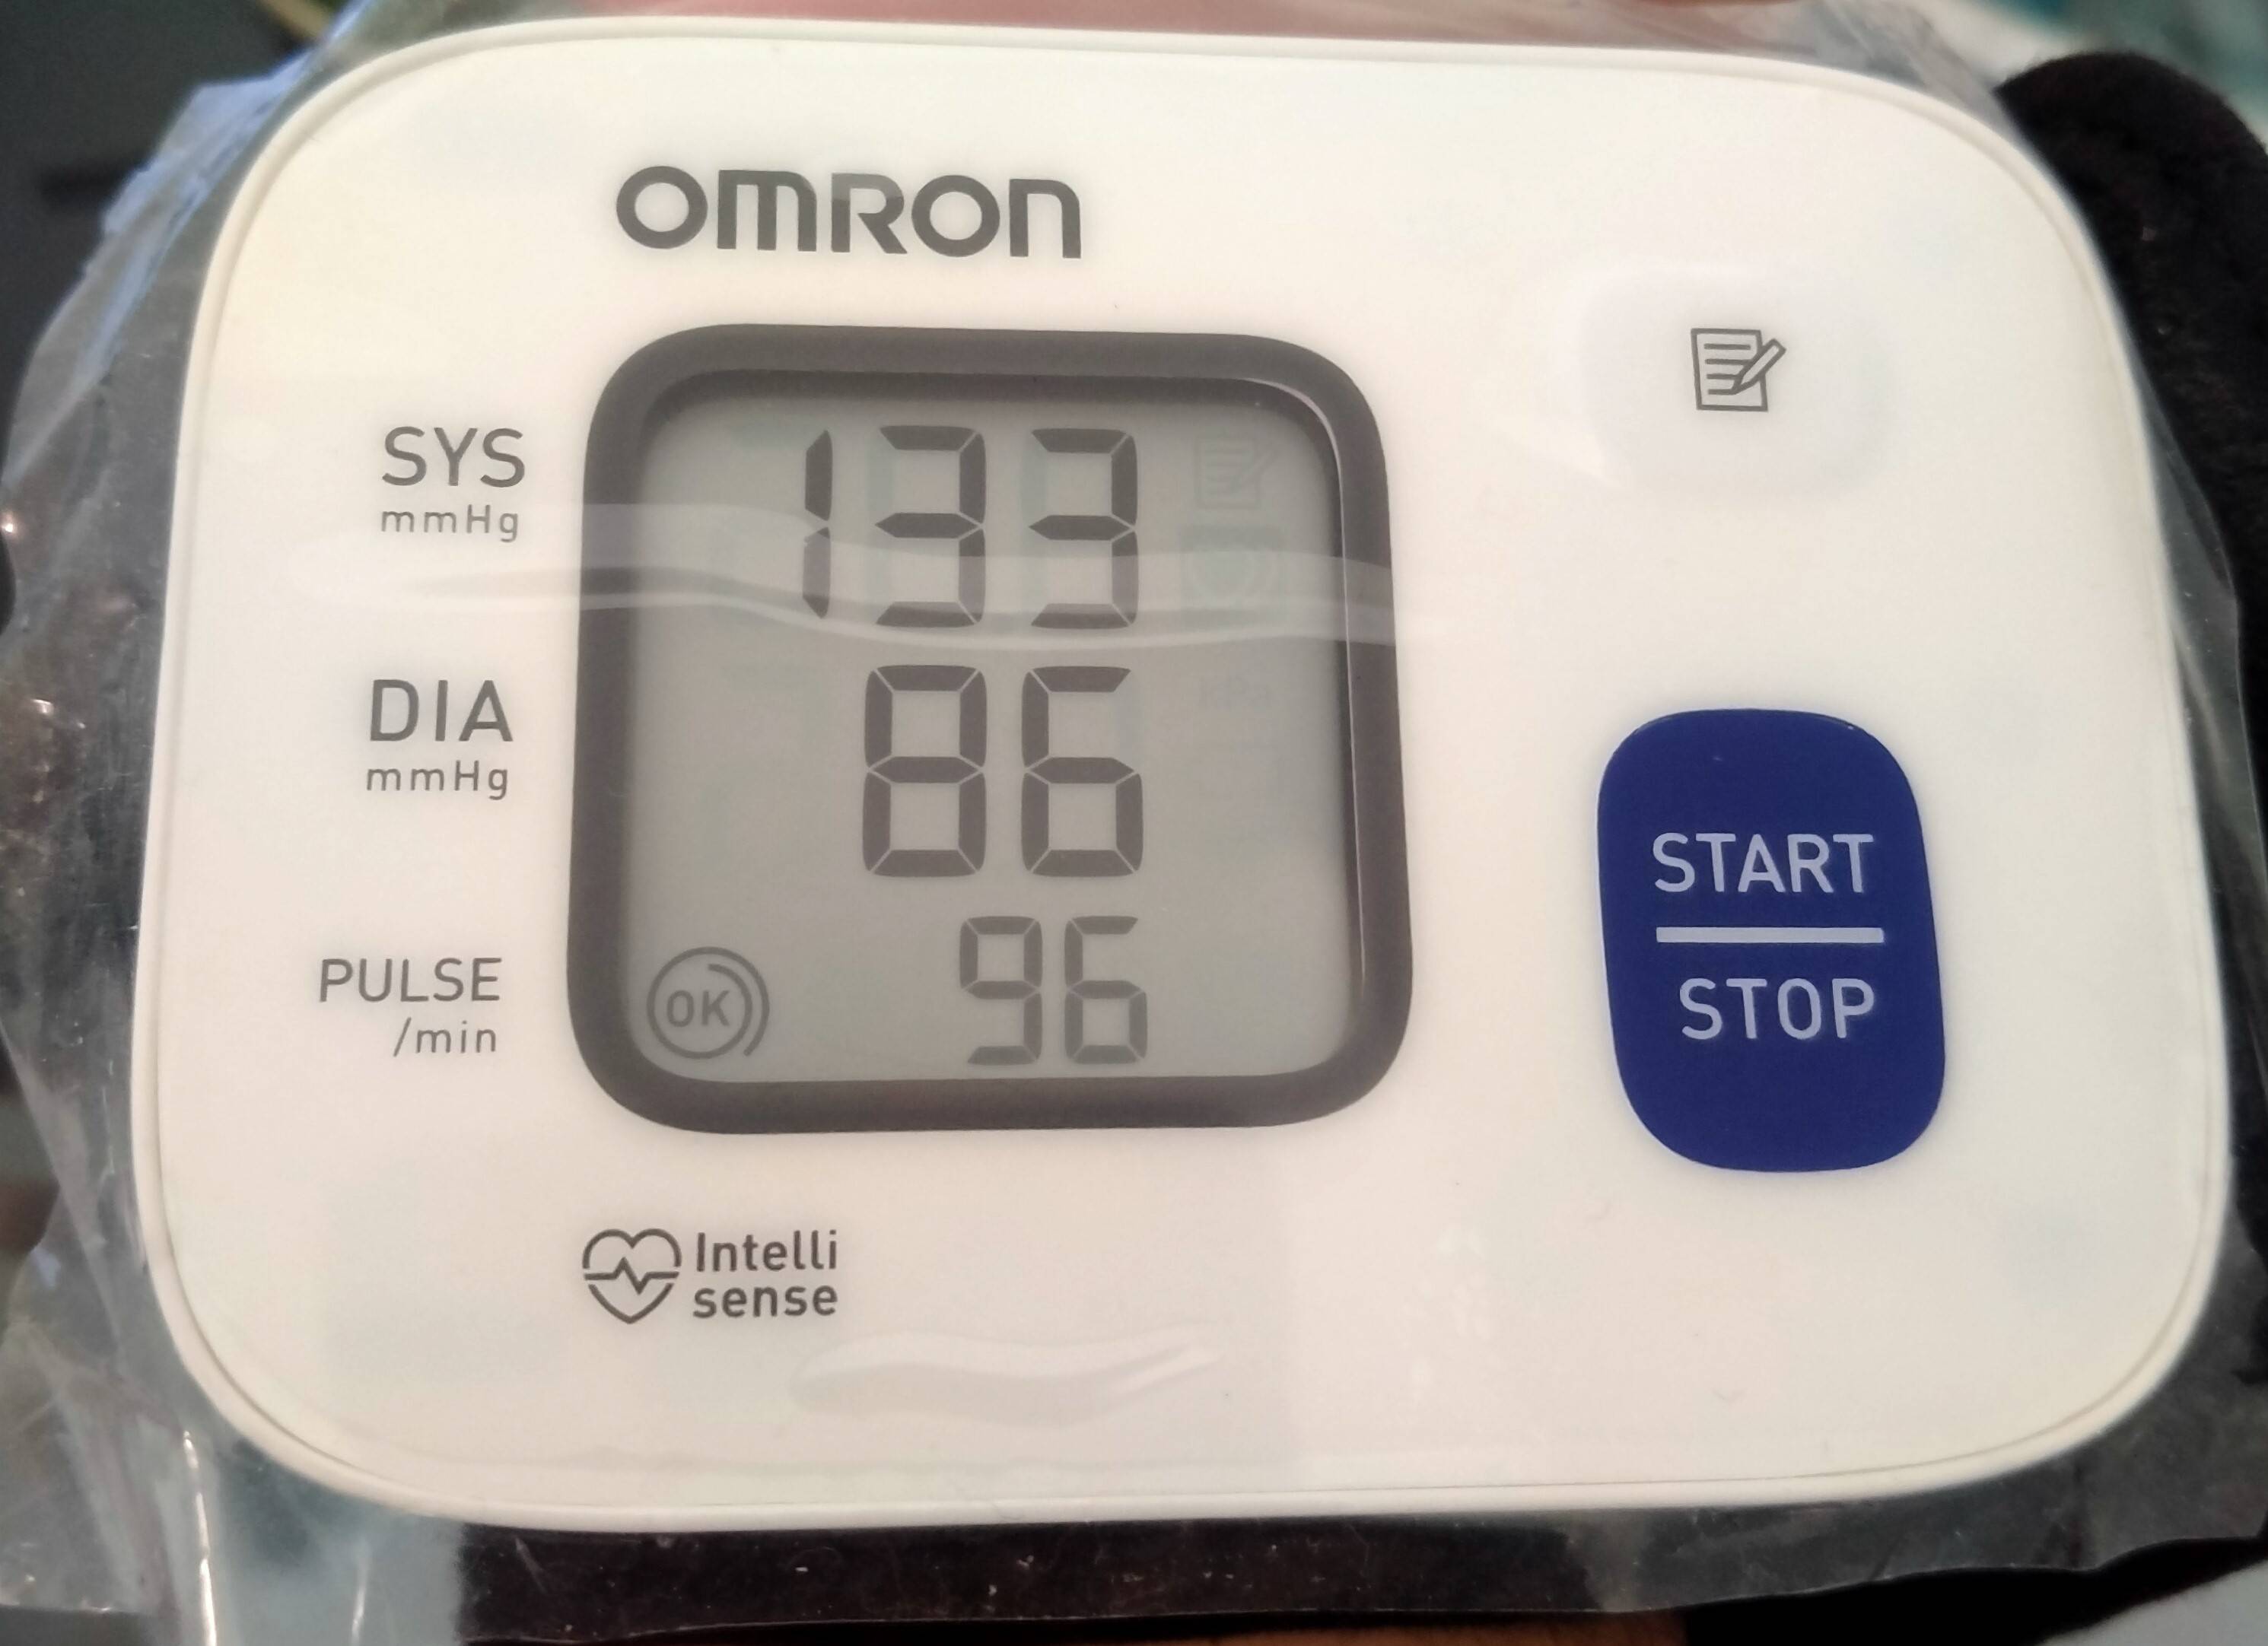 OMRON
SYS
mmHg
133
DIA
mmHg
86
PULSE
/min
OK
96
START
STOP
Intelli
sense